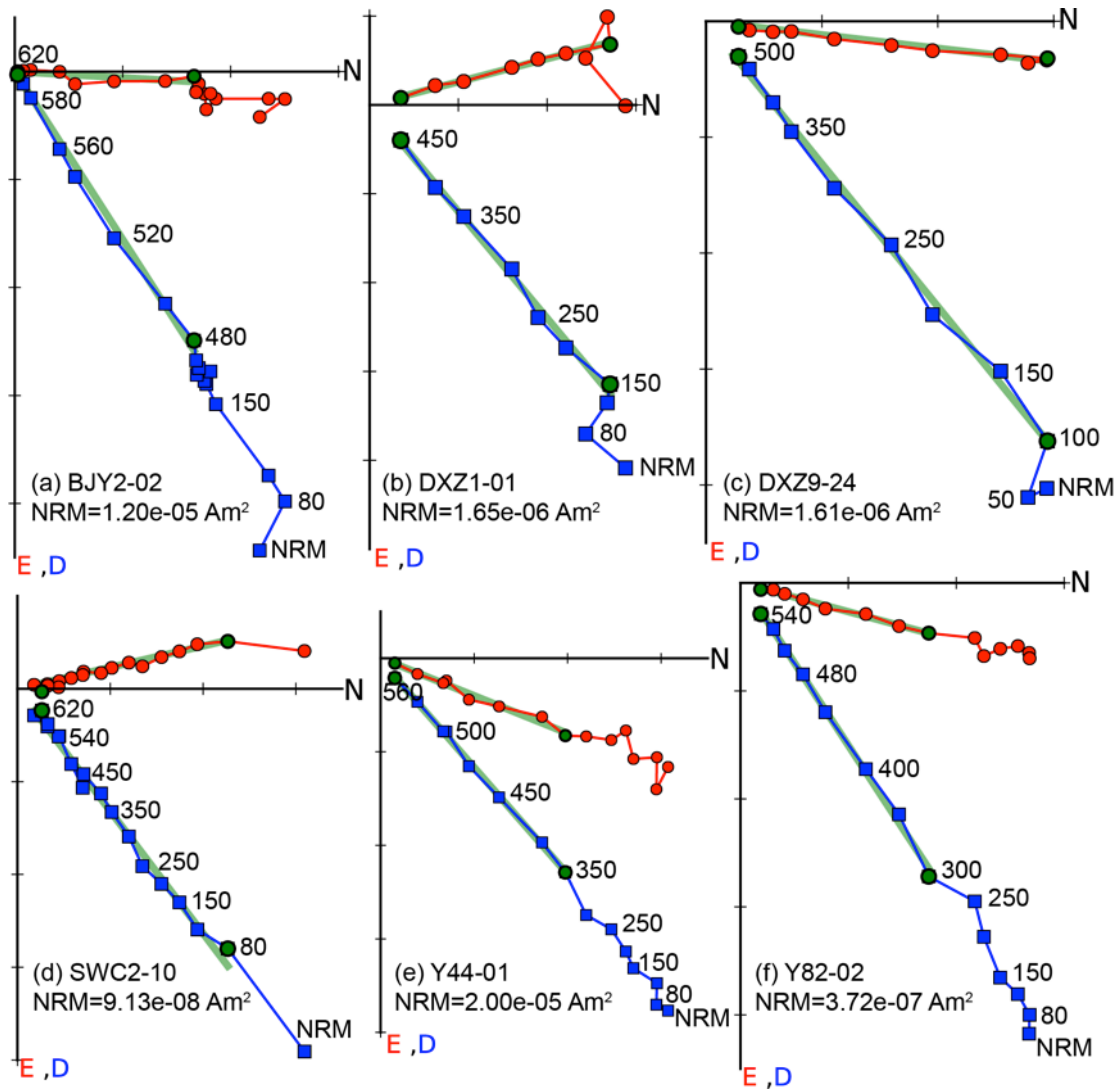 620
N
580
560
520
480
150
80
NRM
(a) BJY2-02
NRM=1.20e-05 Am²
E ,D
N
450
350
250
150
80
NRM
(b) DXZ1-01
NRM=1.65e-06 Am²
N
500
350
250
150
100
50
NRM
(c) DXZ9-24
NRM=1.61e-06 Am²
E ,D
N
620
540
450
350
250
150
80
(d) SWC2-10
NRM=9.13e-08 Am²
NRM
E ,D
N
560
500
450
350
250
150
80
NRM
(e) Y44-01
NRM=2.00e-05 Am²
E ,D
N
540
480
400
300
250
150
80
NRM
(f) Y82-02
NRM=3.72e-07 Am²
E ,D